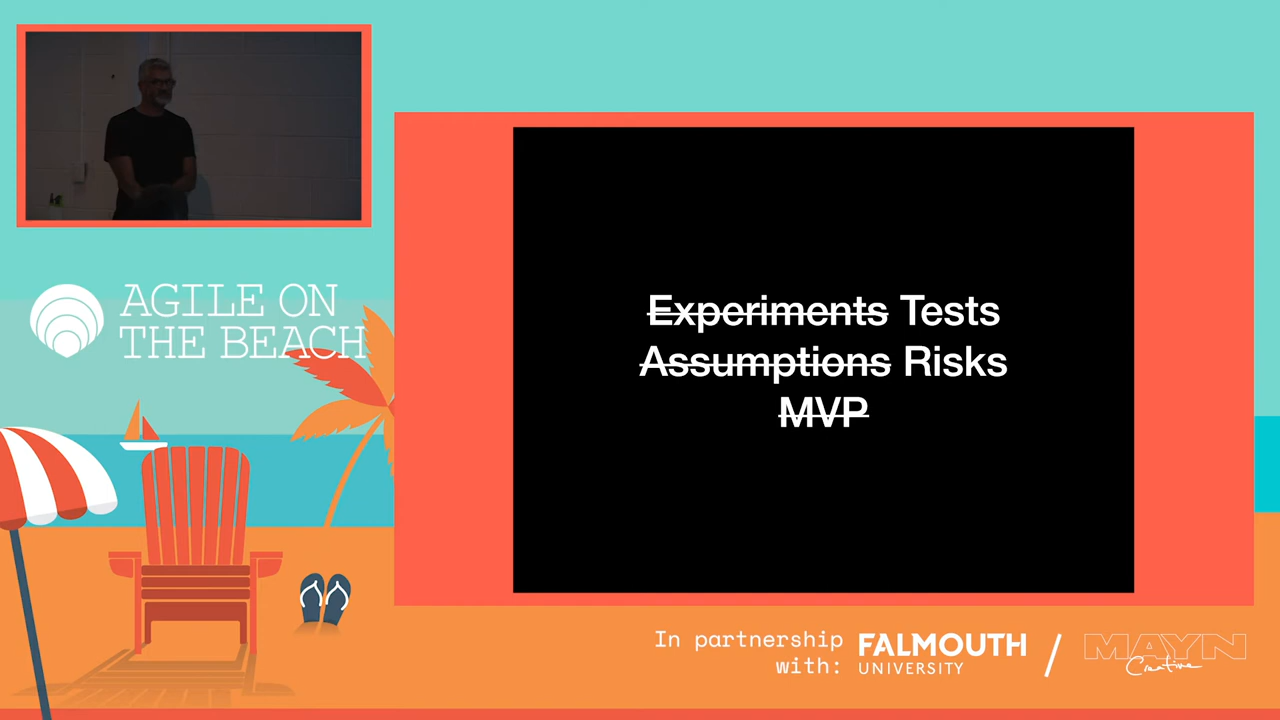 AGILE ON
THE BEACH
Experiments Tests
Assumptions Risks
MVP
In partnership
with:
FALMOUTH
UNIVERSITY
/
MAYN
Creative